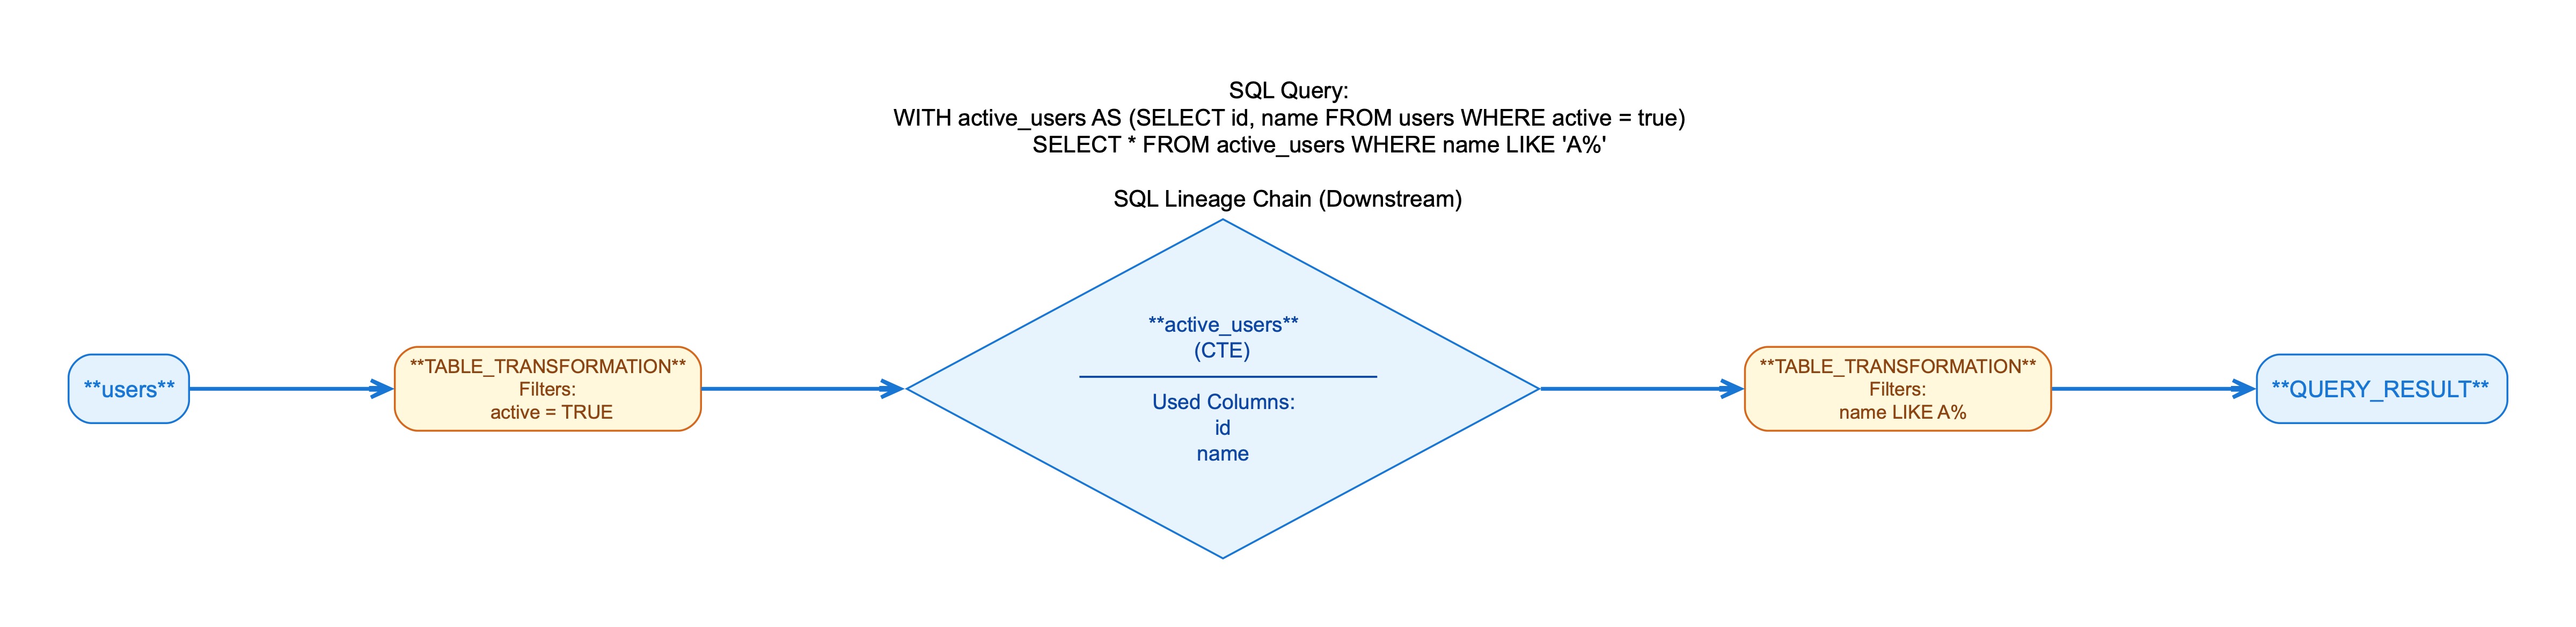 SQL Query:
WITH active_users AS (SELECT id, name FROM users WHERE active = true)
SELECT * FROM active_users WHERE name LIKE 'A%'
SQL Lineage Chain (Downstream)
**users**
**TABLE_TRANSFORMATION**
Filters:
active = TRUE
**active_users**
(CTE)
Used Columns:
id
name
**TABLE_TRANSFORMATION**
Filters:
name LIKE A%
**QUERY_RESULT**